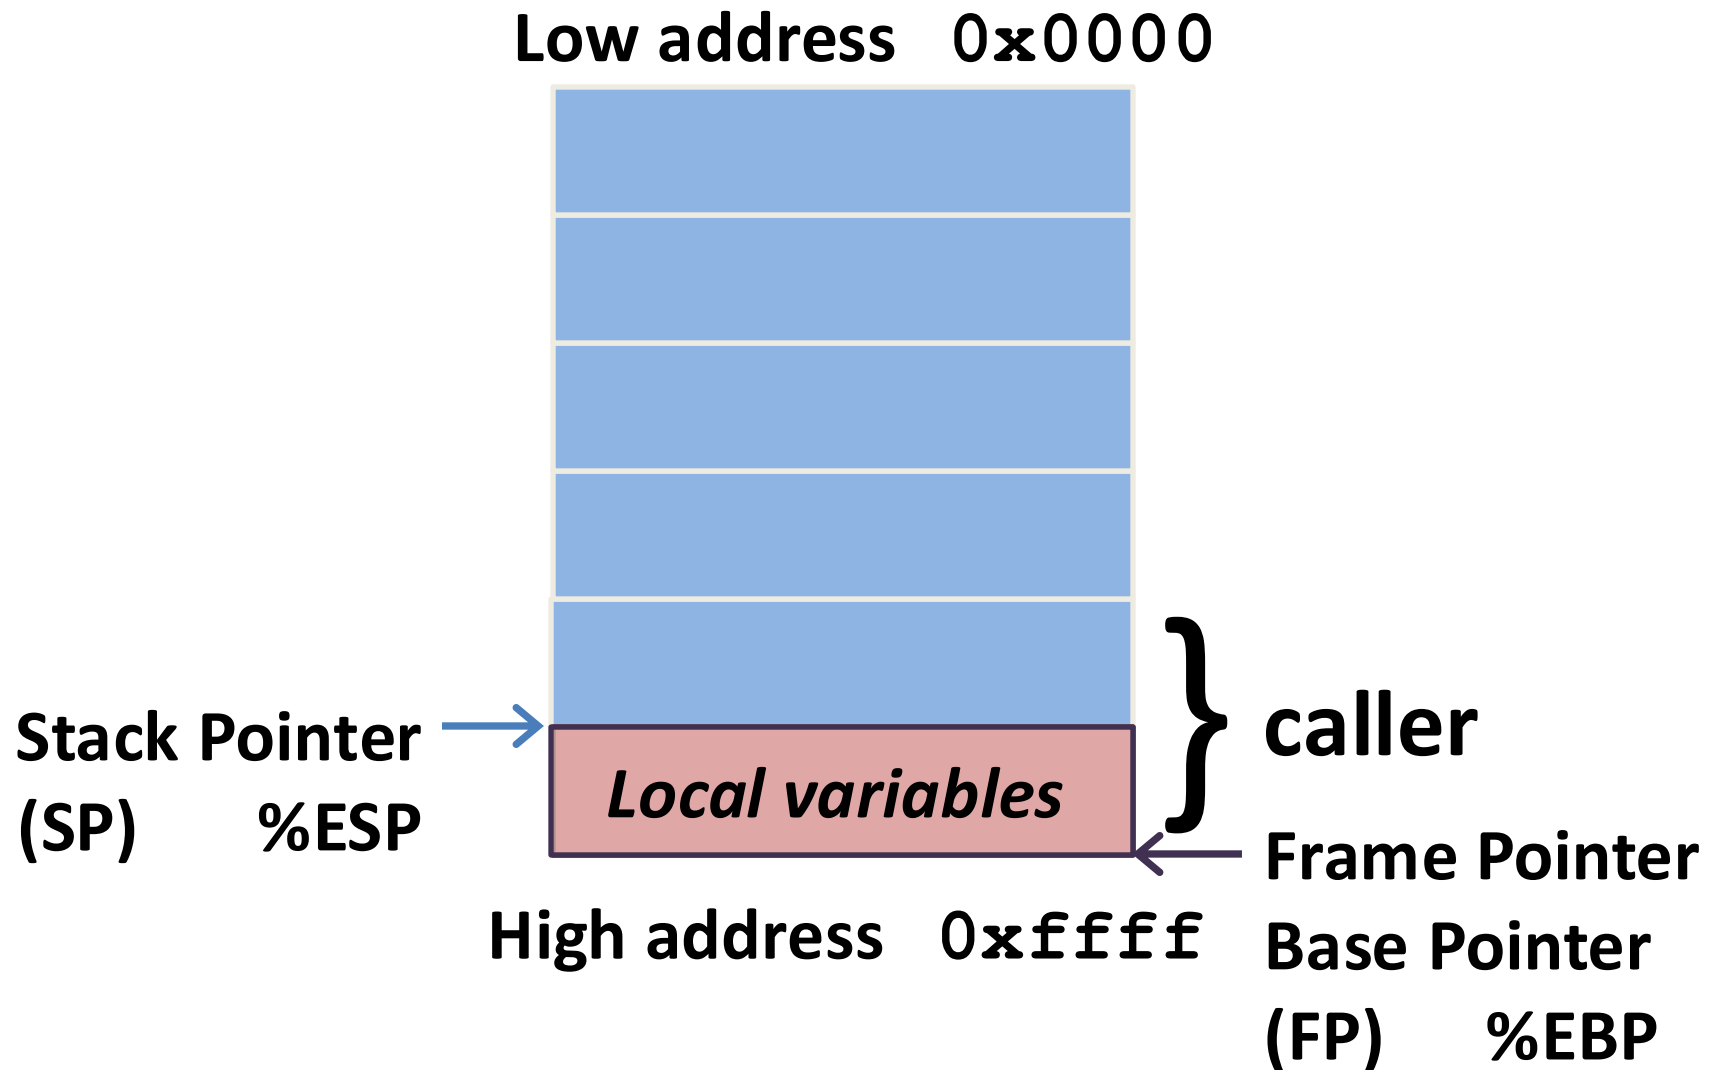 Low address 0x0000
caller
Stack Pointer
(SP) %ESP
Local variables
Frame Pointer
Base Pointer
(FP) %EBP
High address 0xffff